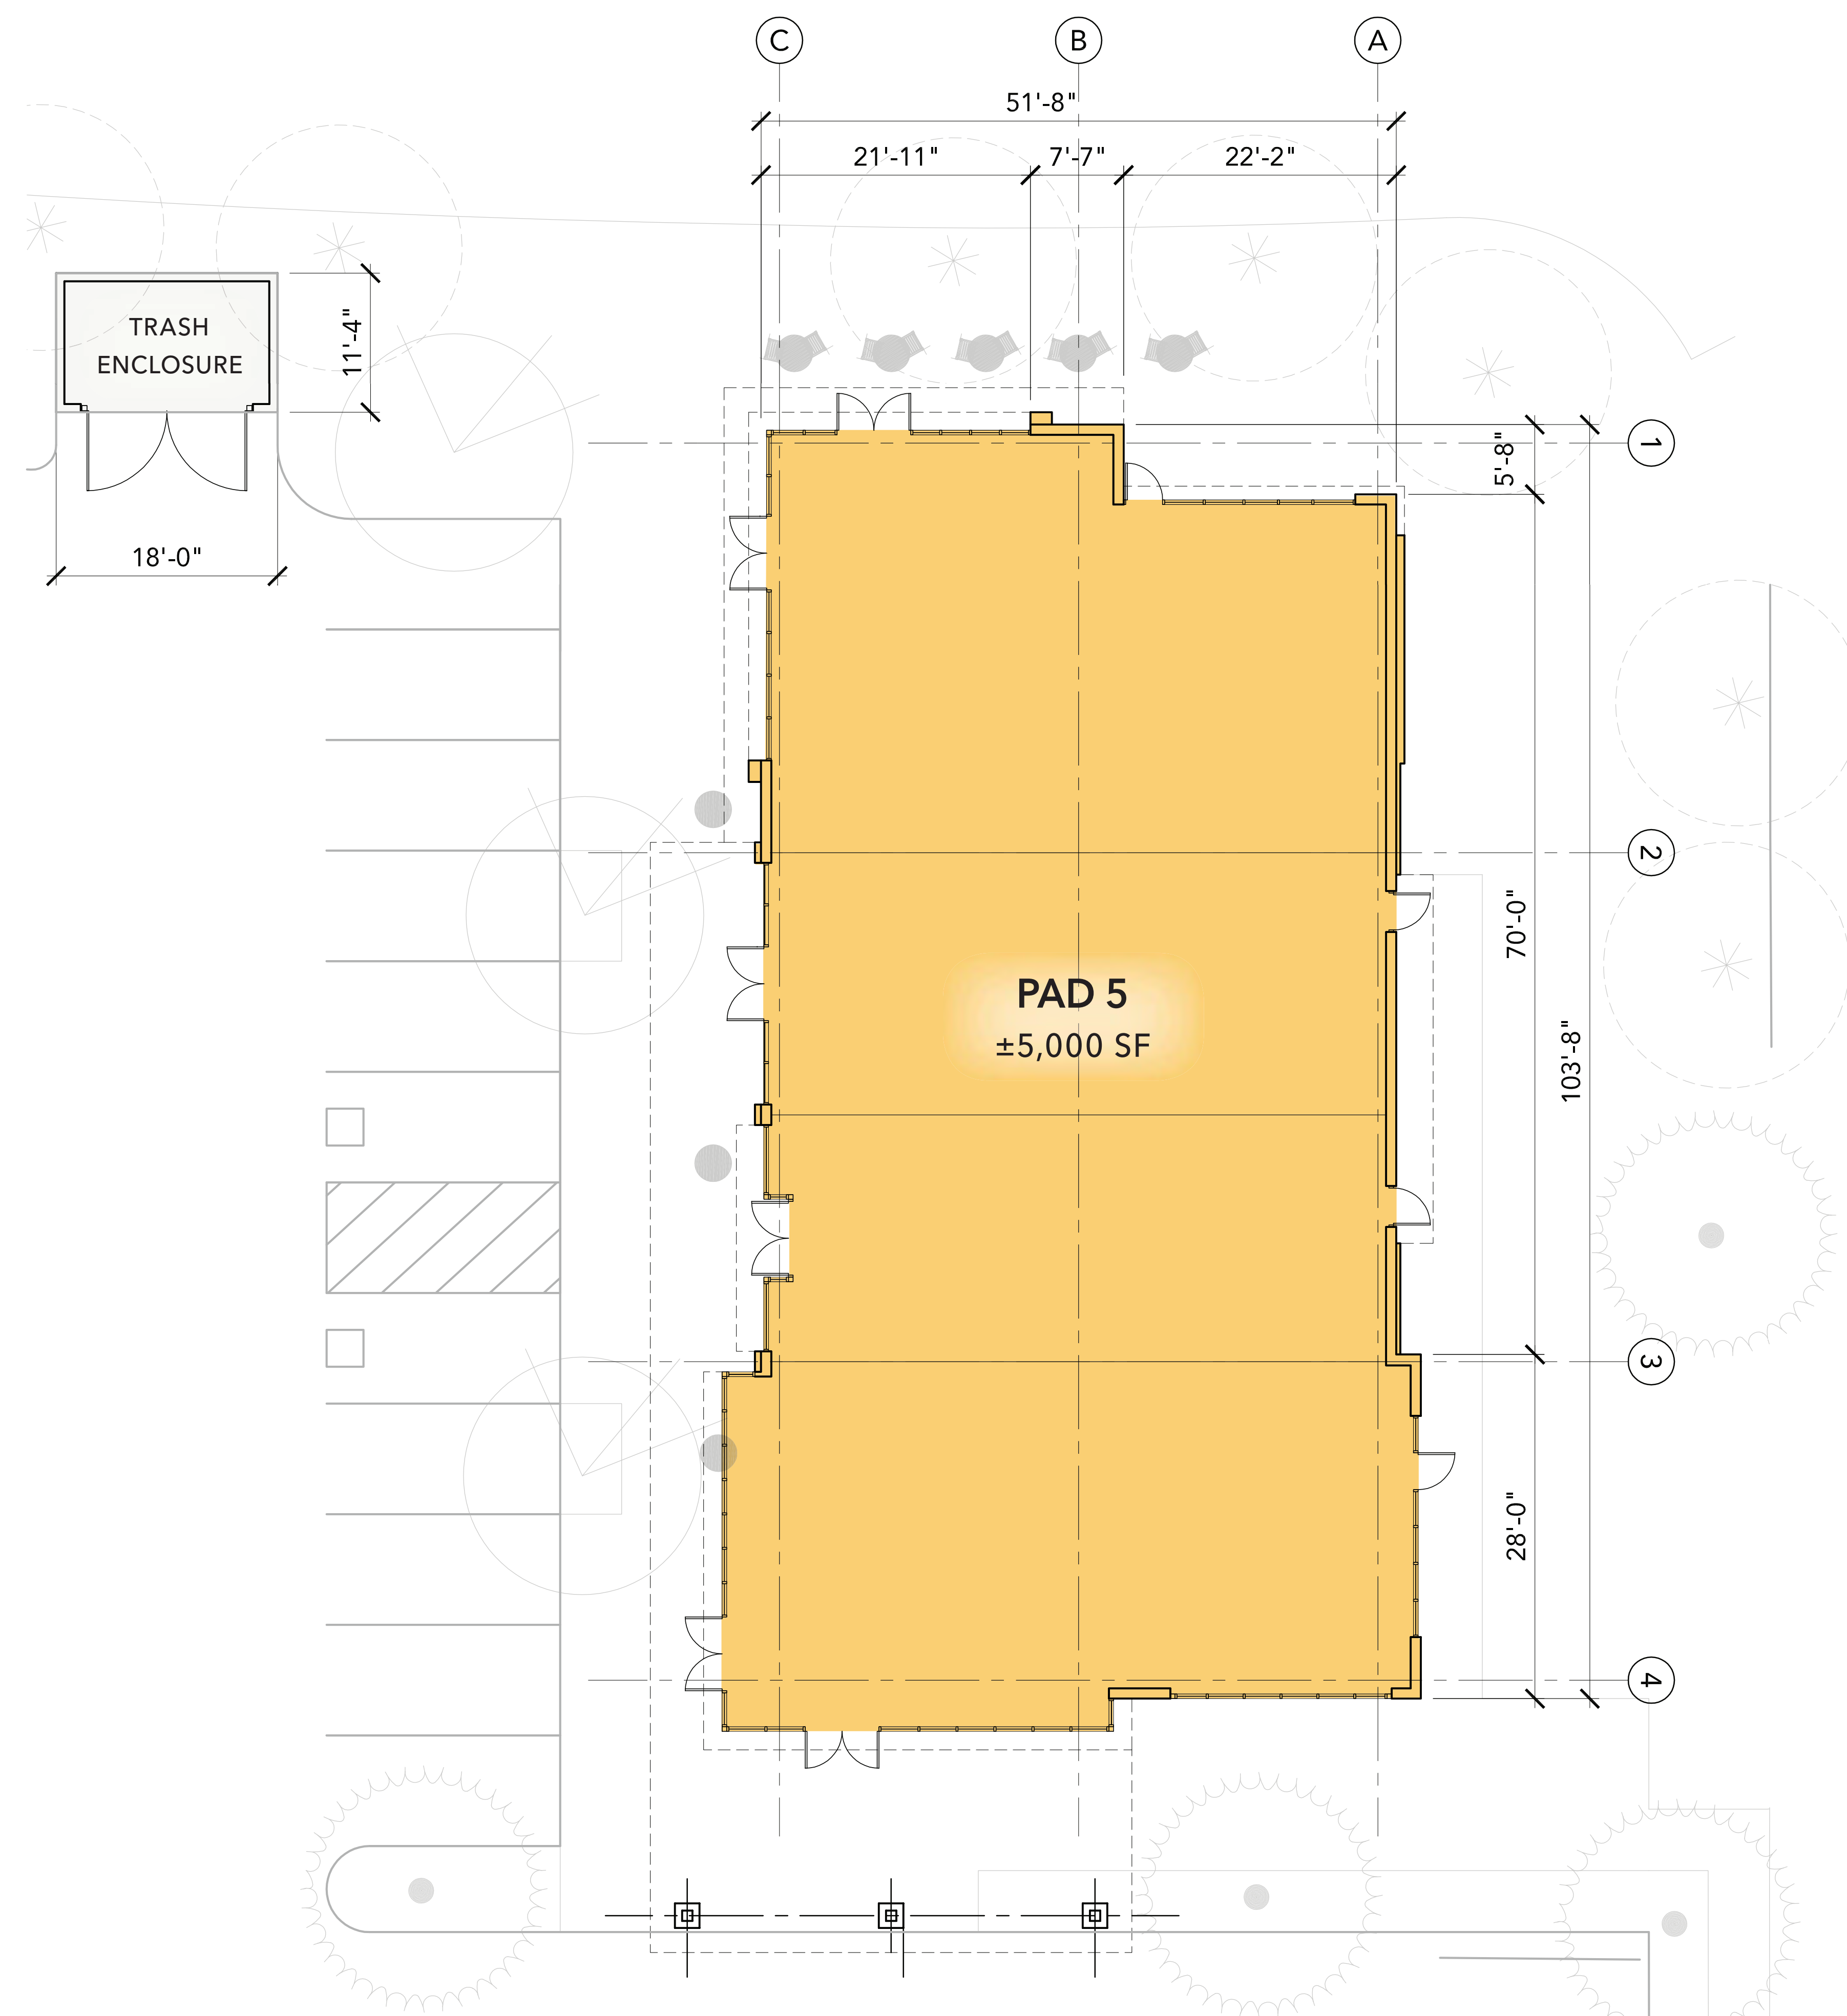 C
B
A
51'-8"
21'-11"
7'-7"
22'-2"
TRASH
ENCLOSURE
11'-4"
18'-0"
1
5'-8"
2
70'-0"
PAD 5
±5,000 SF
103'-8"
3
28'-0"
4